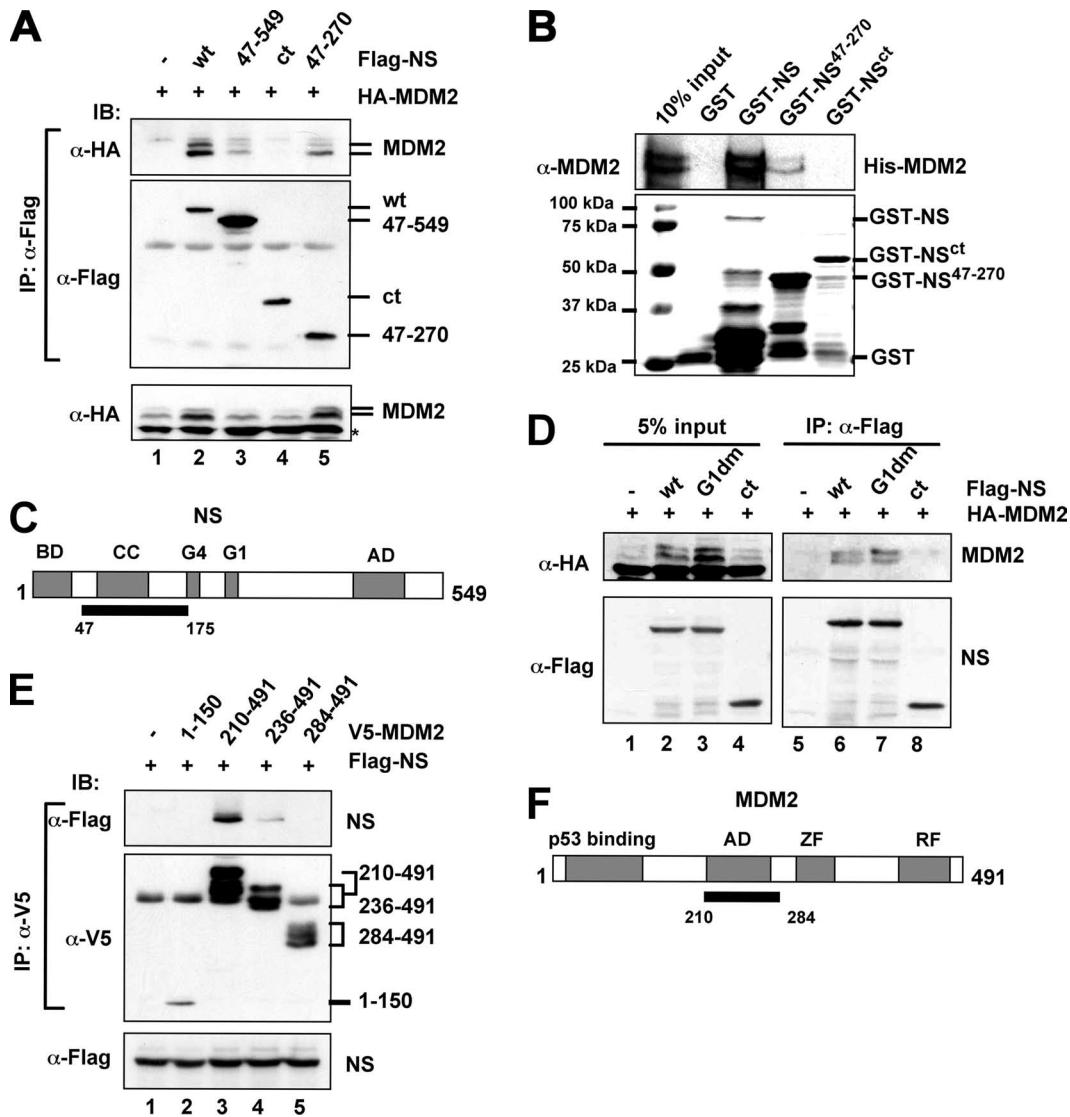 A
- wt 47-549 ct 47-270 Flag-NS
+ + + + + HA-MDM2
IB:
IP: α-Flag
α-HA MDM2
wt
47-549
α-Flag
ct
47-270
α-HA MDM2
*
1 2 3 4 5
B
10% input GST GST-NS GST-NS47-270 GST-NSct
α-MDM2 His-MDM2
100 kDa
75 kDa
50 kDa
37 kDa
25 kDa
GST-NS
GST-NSct
GST-NS47-270
GST
C
NS
BD CC G4 G1 AD
1 549
47 175
D
5% input IP: α-Flag
- wt G1dm ct - wt G1dm ct Flag-NS
+ + + + + + + + HA-MDM2
α-HA MDM2
α-Flag NS
1 2 3 4 5 6 7 8
E
- 1-150 210-491 236-491 284-491 V5-MDM2
+ + + + + Flag-NS
IB:
IP: α-V5
α-Flag NS
210-491
236-491
α-V5 284-491
1-150
α-Flag NS
1 2 3 4 5
F
MDM2
p53 binding AD ZF RF
1 491
210 284